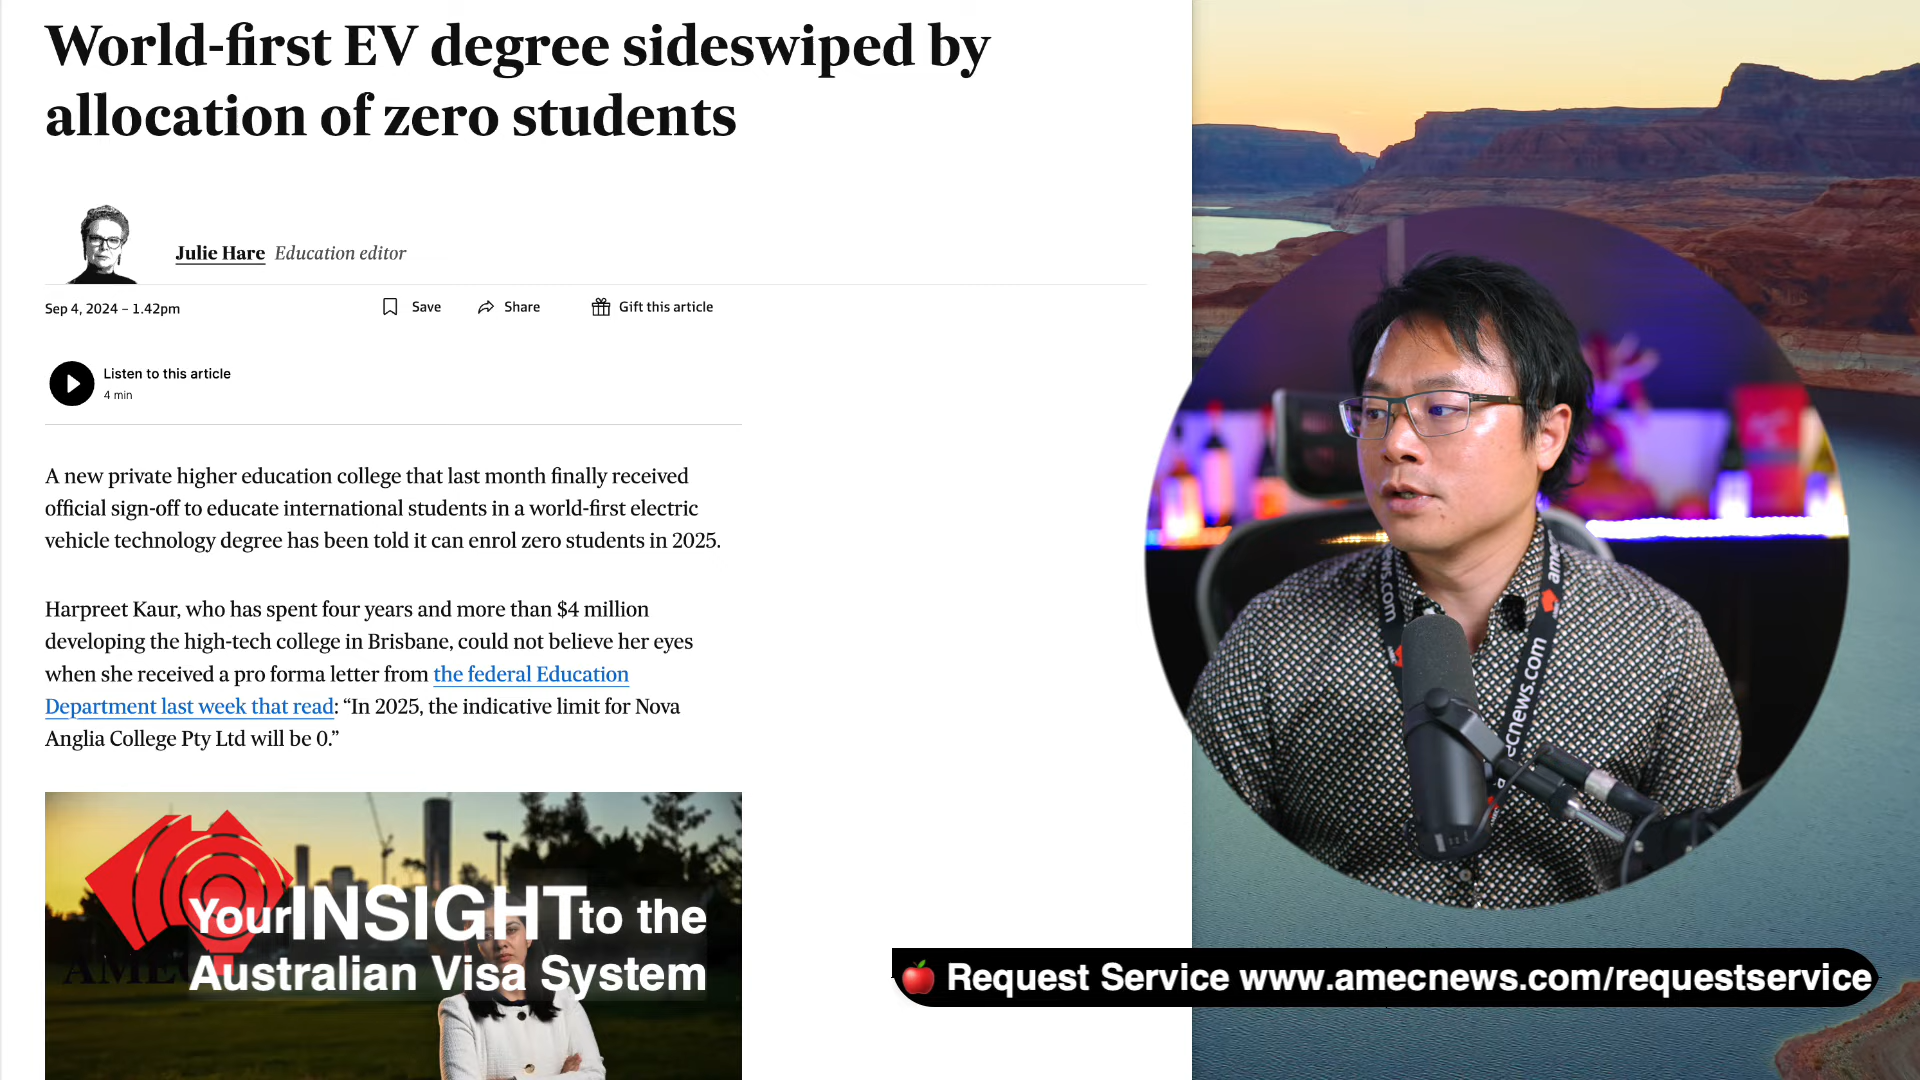 World-first EV degree sideswiped by
allocation of zero students
Julie Hare Education editor
Sep 4, 2024 – 1.42pm
Save
Share
Gift this article
Listen to this article
4 min
A new private higher education college that last month finally received
official sign-off to educate international students in a world-first electric
vehicle technology degree has been told it can enrol zero students in 2025.
Harpreet Kaur, who has spent four years and more than $4 million
developing the high-tech college in Brisbane, could not believe her eyes
when she received a pro forma letter from the federal Education
Department last week that read: “In 2025, the indicative limit for Nova
Anglia College Pty Ltd will be 0.”
Your INSIGHT to the
AMEC
Australian Visa System
🍎 Request Service www.amecnews.com/requestservice
s.com
ame
cnews.com
a